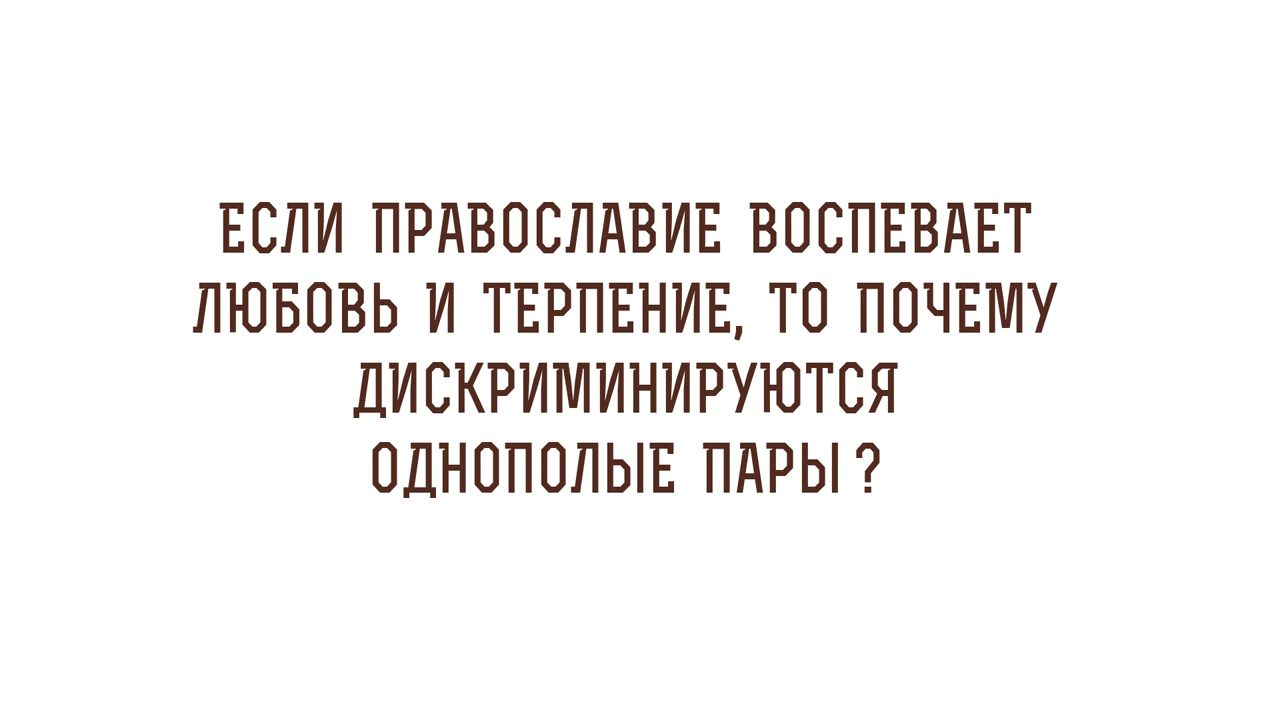 ЕСЛИ ПРАВОСЛАВИЕ ВОСПЕВАЕТ
ЛЮБОВЬ И ТЕРПЕНИЕ, ТО ПОЧЕМУ
ДИСКРИМИНИРУЮТСЯ
ОДНОПОЛЫЕ ПАРЫ ?